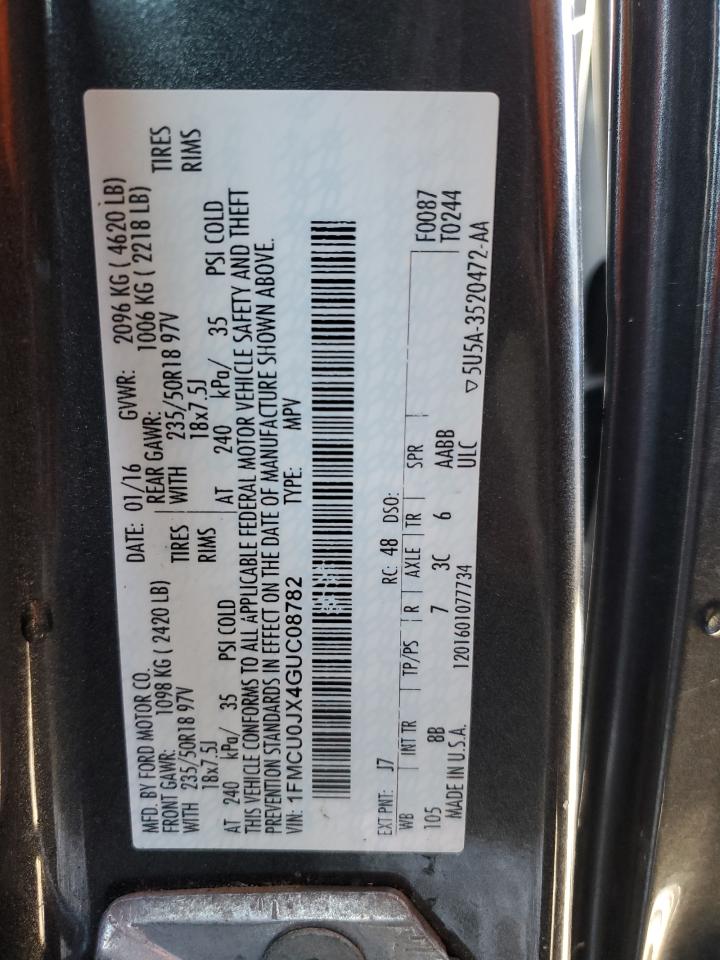 MFD. BY FORD MOTOR CO.
DATE: 01/16
GVWR: 2096 KG ( 4620 LB)
FRONT GAWR: 1098 KG ( 2420 LB)
REAR GAWR: 1006 KG ( 2218 LB)
WITH 235/50R18 97V TIRES
WITH 235/50R18 97V TIRES
18x7.5J RIMS
18x7.5J RIMS
AT 240 kPa/ 35 PSI COLD
AT 240 kPa/ 35 PSI COLD
THIS VEHICLE CONFORMS TO ALL APPLICABLE FEDERAL MOTOR VEHICLE SAFETY AND THEFT
PREVENTION STANDARDS IN EFFECT ON THE DATE OF MANUFACTURE SHOWN ABOVE.
VIN: 1FMCU0JX4GUC08782
TYPE: MPV
EXT PNT: J7 RC: 48 DSO:
WB INT TR TP/PS R AXLE TR SPR
F0087
T0244
105 8B 7 3C 6 AABB
ULC
MADE IN U.S.A. 1201601077734
▽5U5A-3520472-AA